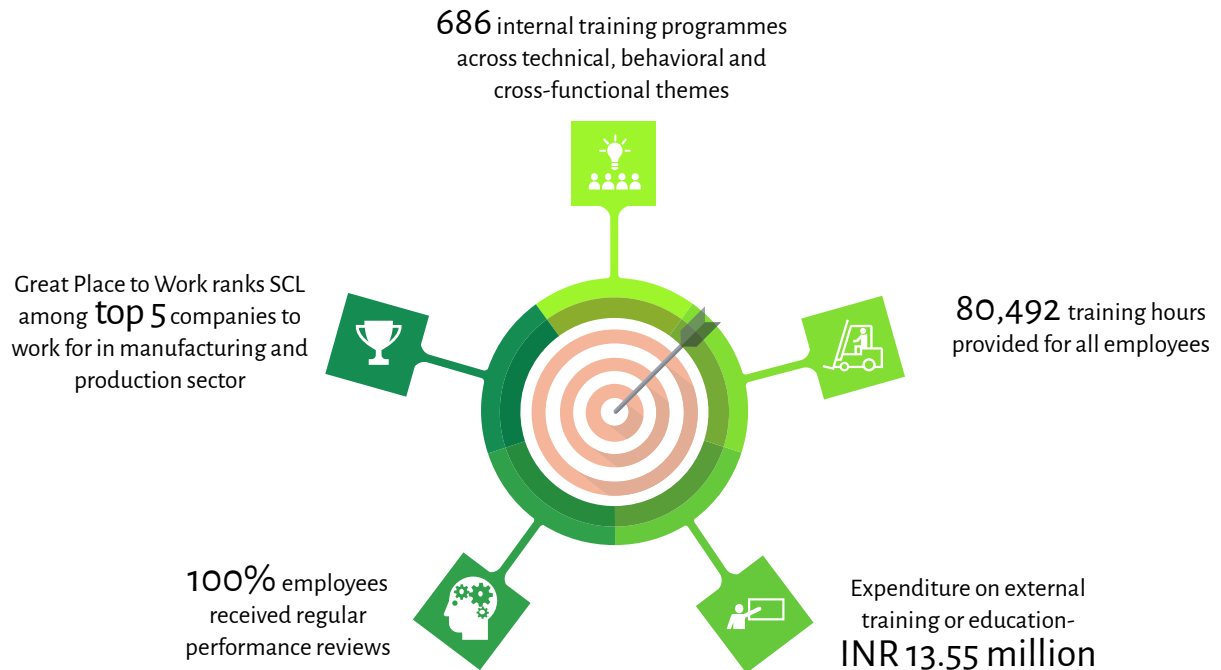 686 internal training programmes
across technical, behavioral and
cross-functional themes
Great Place to Work ranks SCL
among top 5 companies to
work for in manufacturing and
production sector
80,492 training hours
provided for all employees
100% employees
received regular
performance reviews
Expenditure on external
training or education-
INR 13.55 million